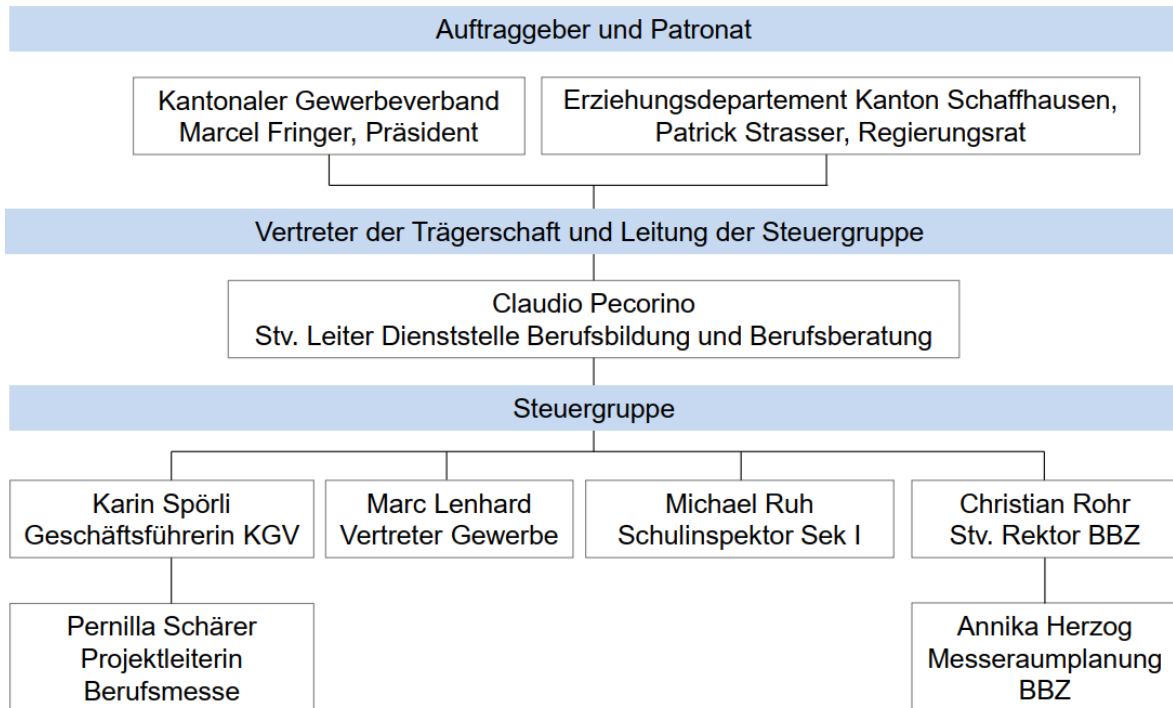 Auftraggeber und Patronat
Kantonaler Gewerbeverband
Marcel Fringer, Präsident
Erziehungsdepartement Kanton Schaffhausen,
Patrick Strasser, Regierungsrat
Vertreter der Trägerschaft und Leitung der Steuergruppe
Claudio Pecorino
Stv. Leiter Dienststelle Berufsbildung und Berufsberatung
Steuergruppe
Karin Spörli
Geschäftsführerin KGV
Marc Lenhard
Vertreter Gewerbe
Michael Ruh
Schulinspektor Sek I
Christian Rohr
Stv. Rektor BBZ
Pernilla Schärer
Projektleiterin
Berufsmesse
Annika Herzog
Messeraumplanung
BBZ